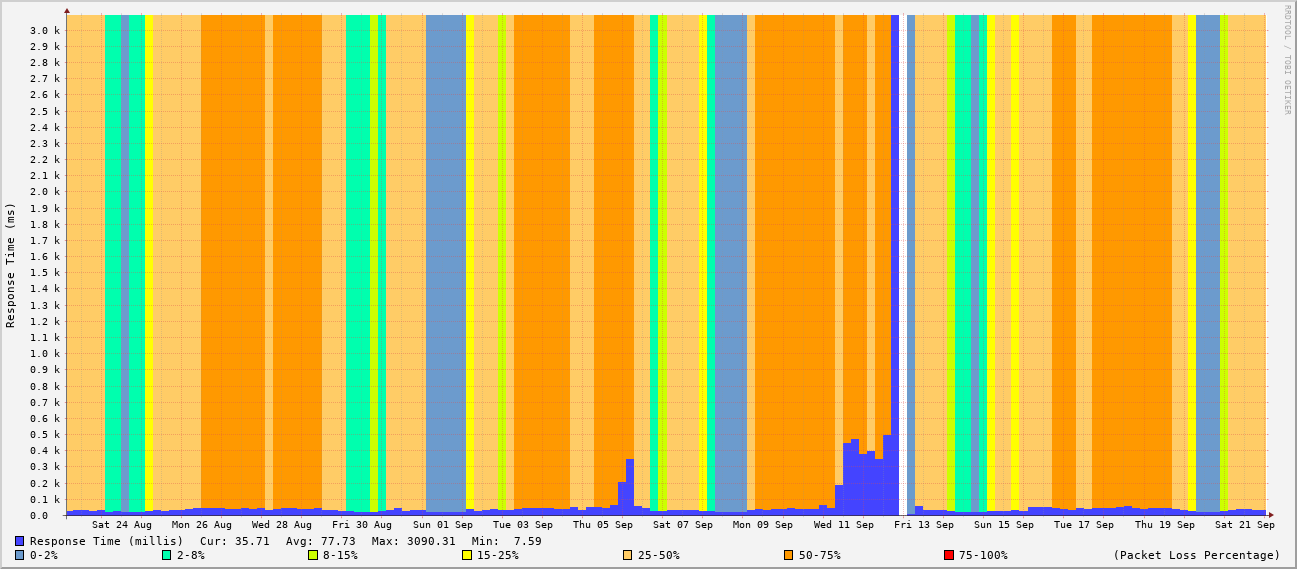 RRDTOOL / TOBI OETIKER
Response Time (ms)
3.0 k
2.9 k
2.8 k
2.7 k
2.6 k
2.5 k
2.4 k
2.3 k
2.2 k
2.1 k
2.0 k
1.9 k
1.8 k
1.7 k
1.6 k
1.5 k
1.4 k
1.3 k
1.2 k
1.1 k
1.0 k
0.9 k
0.8 k
0.7 k
0.6 k
0.5 k
0.4 k
0.3 k
0.2 k
0.1 k
0.0
Sat 24 Aug Mon 26 Aug Wed 28 Aug Fri 30 Aug Sun 01 Sep Tue 03 Sep Thu 05 Sep Sat 07 Sep Mon 09 Sep Wed 11 Sep Fri 13 Sep Sun 15 Sep Tue 17 Sep Thu 19 Sep Sat 21 Sep
Response Time (millis) Cur: 35.71 Avg: 77.73 Max: 3090.31 Min: 7.59
0-2% 2-8% 8-15% 15-25% 25-50% 50-75% 75-100% (Packet Loss Percentage)